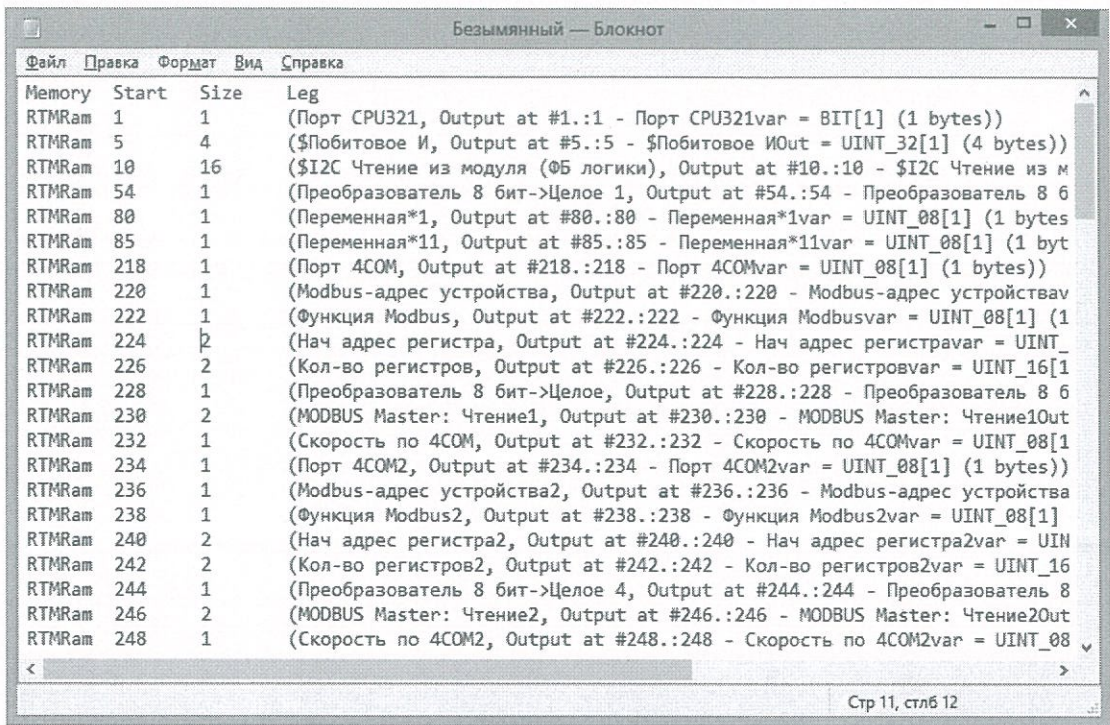 Безымянный — Блокнот
Файл Правка Формат Вид Справка
Memory Start Size Leg
RTMRam 1 1 (Порт CPU321, Output at #1.:1 - Порт CPU321var = BIT[1] (1 bytes))
RTMRam 5 4 ($Побитовое И, Output at #5.:5 - $Побитовое ИOut = UINT_32[1] (4 bytes))
RTMRam 10 16 ($I2C Чтение из модуля (ФБ логики), Output at #10.:10 - $I2C Чтение из м
RTMRam 54 1 (Преобразователь 8 бит->Целое 1, Output at #54.:54 - Преобразователь 8 б
RTMRam 80 1 (Переменная*1, Output at #80.:80 - Переменная*1var = UINT_08[1] (1 bytes
RTMRam 85 1 (Переменная*11, Output at #85.:85 - Переменная*11var = UINT_08[1] (1 byt
RTMRam 218 1 (Порт 4COM, Output at #218.:218 - Порт 4COMvar = UINT_08[1] (1 bytes))
RTMRam 220 1 (Modbus-адрес устройства, Output at #220.:220 - Modbus-адрес устройстваv
RTMRam 222 1 (Функция Modbus, Output at #222.:222 - Функция Modbusvar = UINT_08[1] (1
RTMRam 224 2 (Нач адрес регистра, Output at #224.:224 - Нач адрес регистраvar = UINT_
RTMRam 226 2 (Кол-во регистров, Output at #226.:226 - Кол-во регистровvar = UINT_16[1
RTMRam 228 1 (Преобразователь 8 бит->Целое, Output at #228.:228 - Преобразователь 8 б
RTMRam 230 2 (MODBUS Master: Чтение1, Output at #230.:230 - MODBUS Master: Чтение1Out
RTMRam 232 1 (Скорость по 4COM, Output at #232.:232 - Скорость по 4COMvar = UINT_08[1
RTMRam 234 1 (Порт 4COM2, Output at #234.:234 - Порт 4COM2var = UINT_08[1] (1 bytes))
RTMRam 236 1 (Modbus-адрес устройства2, Output at #236.:236 - Modbus-адрес устройства
RTMRam 238 1 (Функция Modbus2, Output at #238.:238 - Функция Modbus2var = UINT_08[1]
RTMRam 240 2 (Нач адрес регистра2, Output at #240.:240 - Нач адрес регистра2var = UIN
RTMRam 242 2 (Кол-во регистров2, Output at #242.:242 - Кол-во регистров2var = UINT_16
RTMRam 244 1 (Преобразователь 8 бит->Целое 4, Output at #244.:244 - Преобразователь 8
RTMRam 246 2 (MODBUS Master: Чтение2, Output at #246.:246 - MODBUS Master: Чтение2Out
RTMRam 248 1 (Скорость по 4COM2, Output at #248.:248 - Скорость по 4COM2var = UINT_08
Стр 11, стлб 12